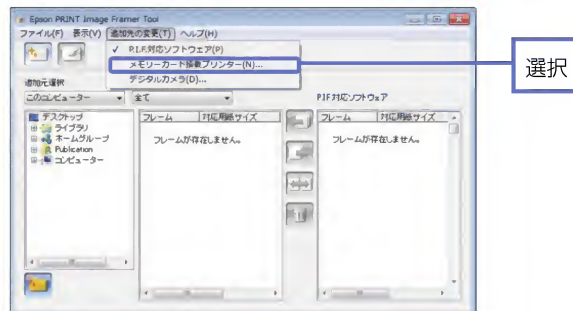 Epson PRINT Image Framer Tool
ファイル(F) 表示(V) 追加先の変更(T) ヘルプ(H)
✓ P.I.F.対応ソフトウェア(P)
メモリーカード搭載プリンター(N)...
デジタルカメラ(D)...
選択
追加元選択
このコンピューター 全て PIF対応ソフトウェア
デスクトップ
ライブラリ
ホームグループ
Publication
コンピューター
フレーム 対応用紙サイズ
フレームが存在しません。
フレーム 対応用紙サイズ
フレームが存在しません。